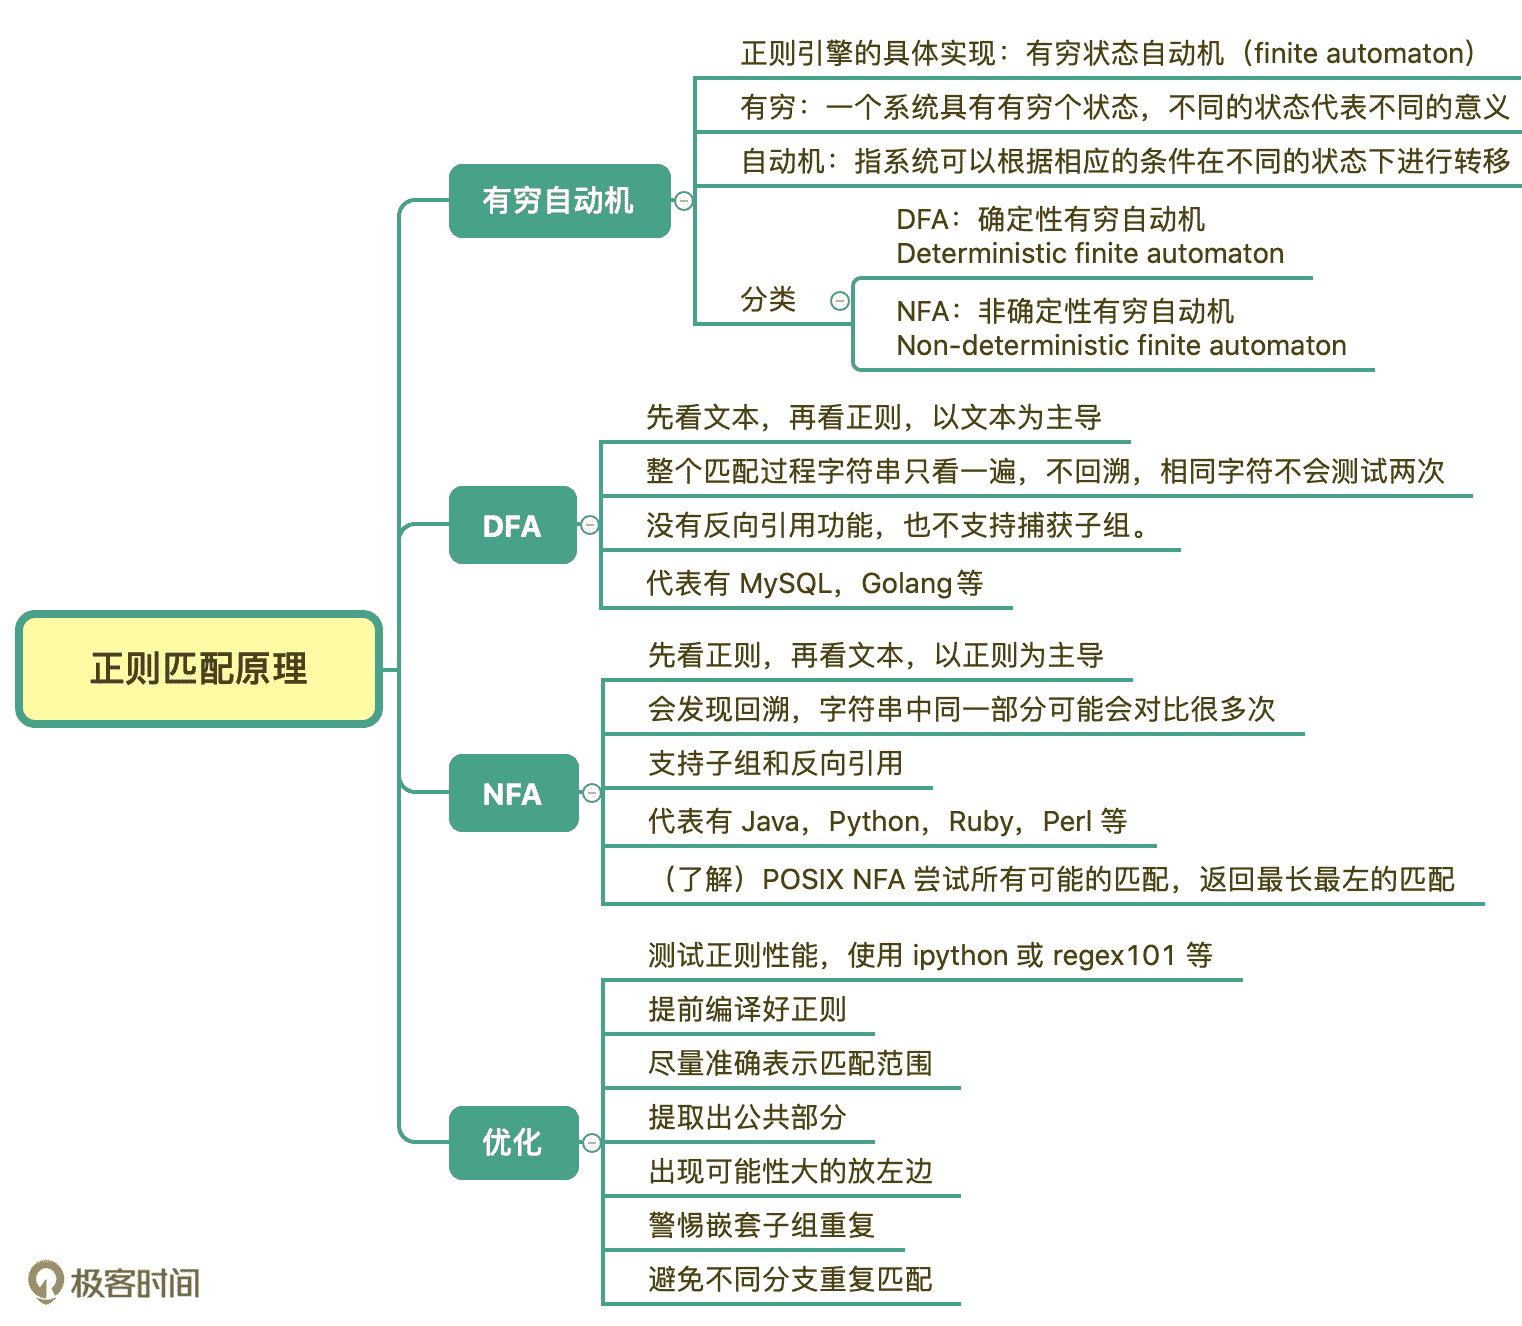 正则匹配原理
有穷自动机
正则引擎的具体实现：有穷状态自动机（finite automaton）
有穷：一个系统具有有穷个状态，不同的状态代表不同的意义
自动机：指系统可以根据相应的条件在不同的状态下进行转移
分类
DFA：确定性有穷自动机
Deterministic finite automaton
NFA：非确定性有穷自动机
Non-deterministic finite automaton
DFA
先看文本，再看正则，以文本为主导
整个匹配过程字符串只看一遍，不回溯，相同字符不会测试两次
没有反向引用功能，也不支持捕获子组。
代表有 MySQL，Golang等
NFA
先看正则，再看文本，以正则为主导
会发现回溯，字符串中同一部分可能会对比很多次
支持子组和反向引用
代表有 Java，Python，Ruby，Perl 等
（了解）POSIX NFA 尝试所有可能的匹配，返回最长最左的匹配
优化
测试正则性能，使用 ipython 或 regex101 等
提前编译好正则
尽量准确表示匹配范围
提取出公共部分
出现可能性大的放左边
警惕嵌套子组重复
避免不同分支重复匹配
极客时间